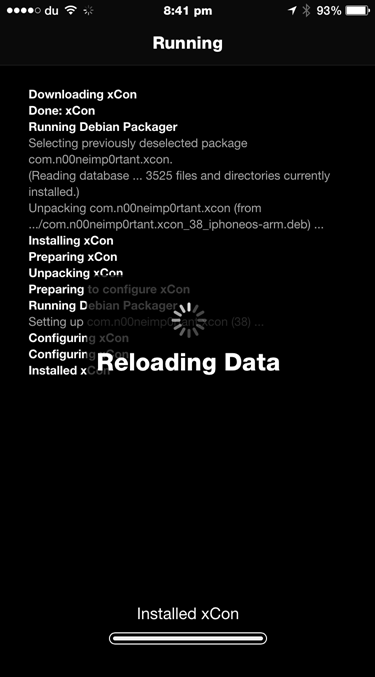 du 8:41 pm 93%
Running
Downloading xCon
Done: xCon
Running Debian Packager
Selecting previously deselected package
com.n00neimp0rtant.xcon.
(Reading database ... 3525 files and directories currently
installed.)
Unpacking com.n00neimp0rtant.xcon (from
.../com.n00neimp0rtant.xcon_38_iphoneos-arm.deb) ...
Installing xCon
Preparing xCon
Unpacking xCon
Preparing to configure xCon
Running Debian Packager
Setting up com.n00neimp0rtant.xcon (38) ...
Configuring xCon
Configuring xCon
Installed xCon
Reloading Data
Installed xCon